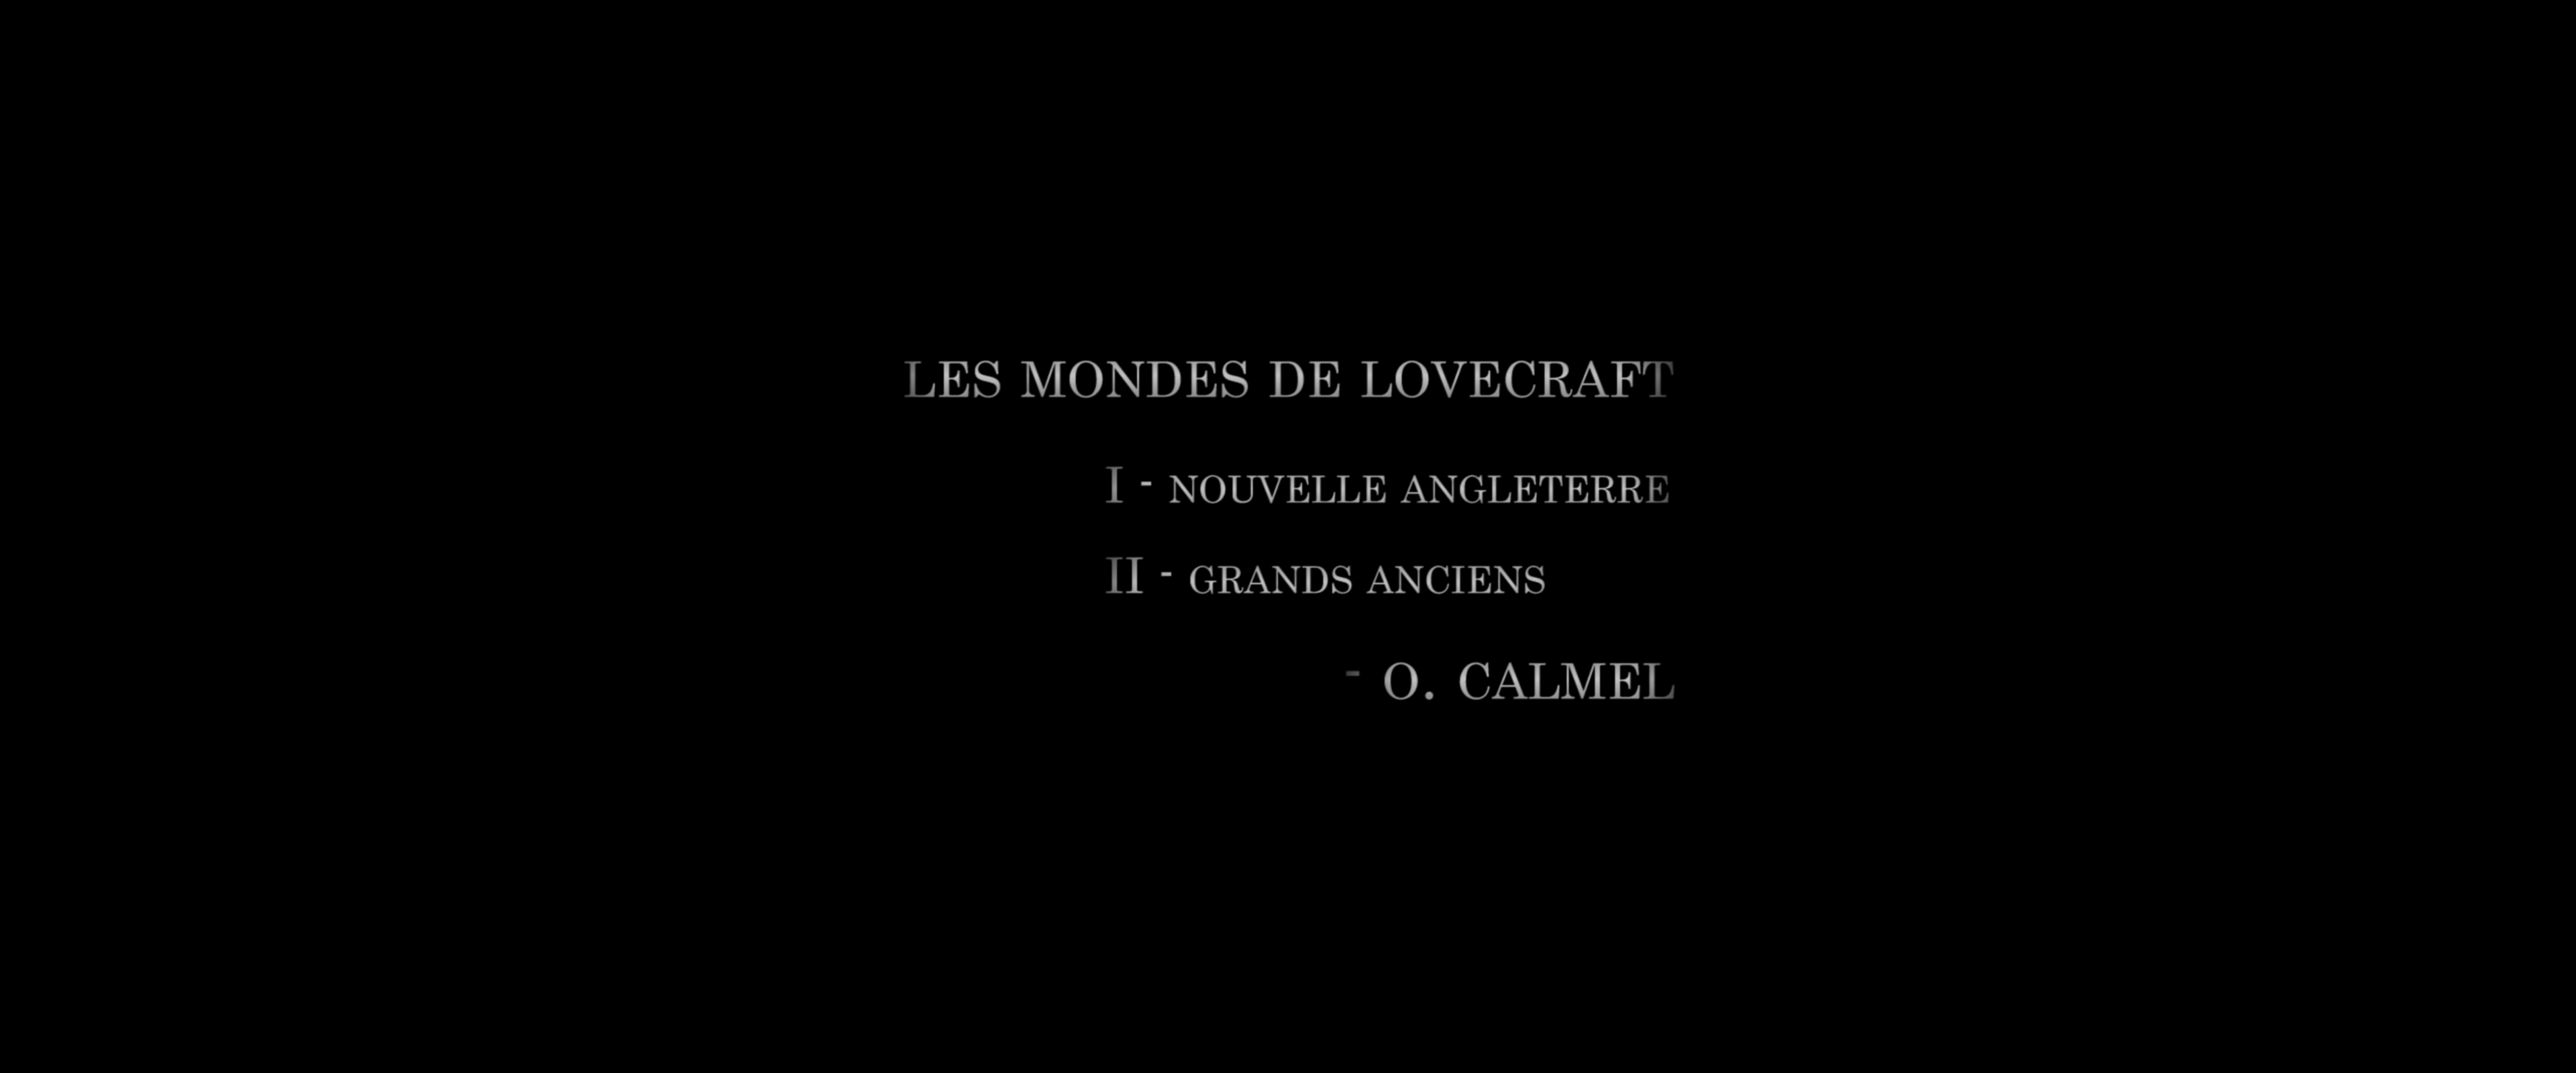 LES MONDES DE LOVECRAFT
I - NOUVELLE ANGLETERRE
II - GRANDS ANCIENS
- O. CALMEL